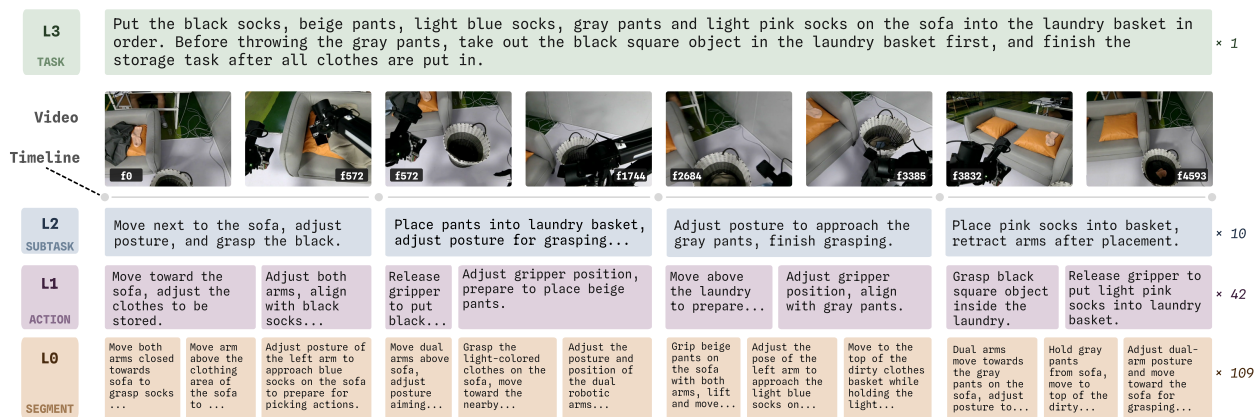 L3
TASK
Put the black socks, beige pants, light blue socks, gray pants and light pink socks on the sofa into the laundry basket in
order. Before throwing the gray pants, take out the black square object in the laundry basket first, and finish the
storage task after all clothes are put in.
× 1
Video
Timeline
f0
f572
f572
f1744
f2684
f3385
f3832
f4593
L2
SUBTASK
Move next to the sofa, adjust
posture, and grasp the black.
Place pants into laundry basket,
adjust posture for grasping...
Adjust posture to approach the
gray pants, finish grasping.
Place pink socks into basket,
retract arms after placement.
× 10
L1
ACTION
Move toward the
sofa, adjust the
clothes to be
stored.
Adjust both
arms, align
with black
socks...
Release
gripper
to put
black...
Adjust gripper position,
prepare to place beige
pants.
Move above
the laundry
to prepare...
Adjust gripper
position, align
with gray pants.
Grasp black
square object
inside the
laundry.
Release gripper to
put light pink
socks into laundry
basket.
× 42
L0
SEGMENT
Move both
arms closed
towards
sofa to
grasp socks
...
Move arm
above the
clothing
area of
the sofa
to ...
Adjust posture of
the left arm to
approach blue
socks on the sofa
to prepare for
picking actions.
Move dual
arms above
sofa,
adjust
posture
aiming...
Grasp the
light-colored
clothes on the
sofa, move
toward the
nearby...
Adjust the
posture and
position of
the dual
robotic
arms...
Grip beige
pants on
the sofa
with both
arms, lift
and move...
Adjust the
pose of the
left arm to
approach the
light blue
socks on...
Move to the
top of the
dirty clothes
basket while
holding the
light...
Dual arms
move towards
the gray
pants on the
sofa, adjust
posture to...
Hold gray
pants
from sofa,
move to
top of the
dirty...
Adjust dual-
arm posture
and move
toward the
sofa for
grasping...
× 109